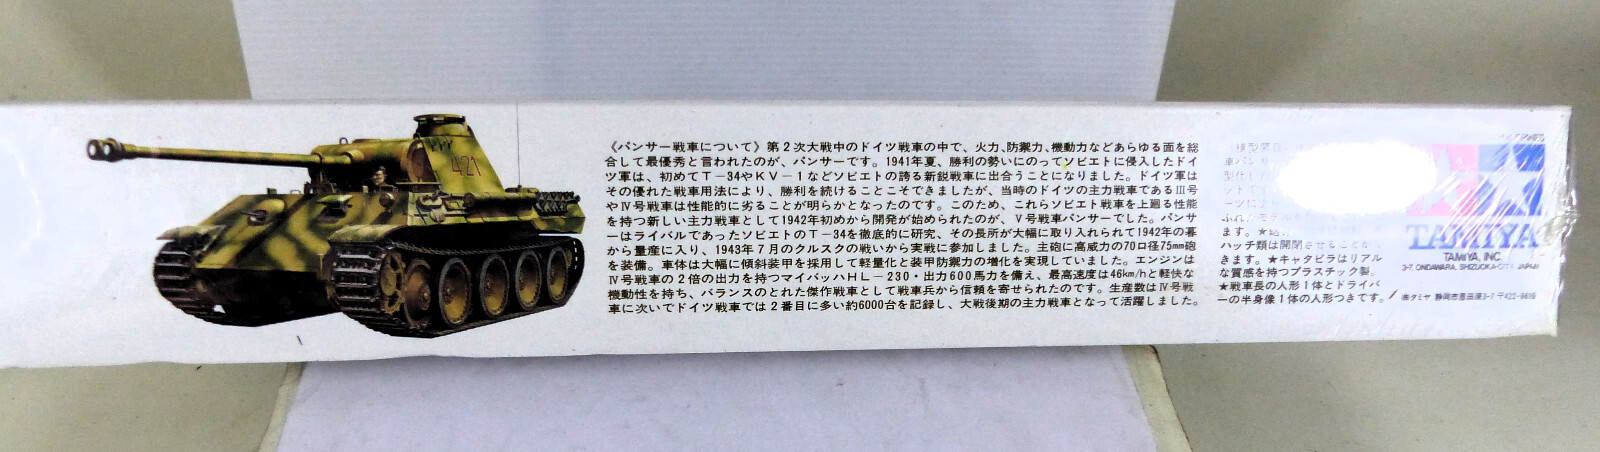 421
《パンサー戦車について》第2次大戦中のドイツ戦車の中で、火力、防禦力、機動力などあらゆる面を総
合して最優秀と言われたのが、パンサーです。1941年夏、勝利の勢いにのってソビエトに侵入したドイ
ツ軍は、初めてT−34やKV−1などソビエトの誇る新鋭戦車に出会うことになりました。ドイツ軍は
その優れた戦車用法により、勝利を続けることこそできましたが、当時のドイツの主力戦車であるⅢ号
やⅣ号戦車は性能的に劣ることが明らかとなったのです。このため、これらソビエト戦車を上廻る性能
を持つ新しい主力戦車として1942年初めから開発が始められたのが、V号戦車パンサーでした。パンサ
ーはライバルであったソビエトのT−34を徹底的に研究、その長所が大幅に取り入れられて1942年の暮
から量産に入り、1943年7月のクルスクの戦いから実戦に参加しました。主砲に高威力の70口径75㎜砲
を装備。車体は大幅に傾斜装甲を採用して軽量化と装甲防禦力の増化を実現していました。エンジンは
Ⅳ号戦車の2倍の出力を持つマイバッハHL−230・出力600馬力を備え、最高速度は46km/hと軽快な
機動性を持ち、バランスのとれた傑作戦車として戦車兵から信頼を寄せられたのです。生産数はⅣ号戦
車に次いでドイツ戦車では2番目に多い約6000台を記録し、大戦後期の主力戦車となって活躍しました。
ます。★
ハッチ類は開閉させることが
きます。★キャタピラはリアル
な質感を持つプラスチック製。
★戦車長の人形1体とドライバ
ーの半身像1体の人形つきです。
TAMIYA
TAMIYA, INC.
3-7, ONDAWARA, SHIZUOKA-CITY, JAPAN
㈱タミヤ 静岡市恩田原3-7 〒422-8610